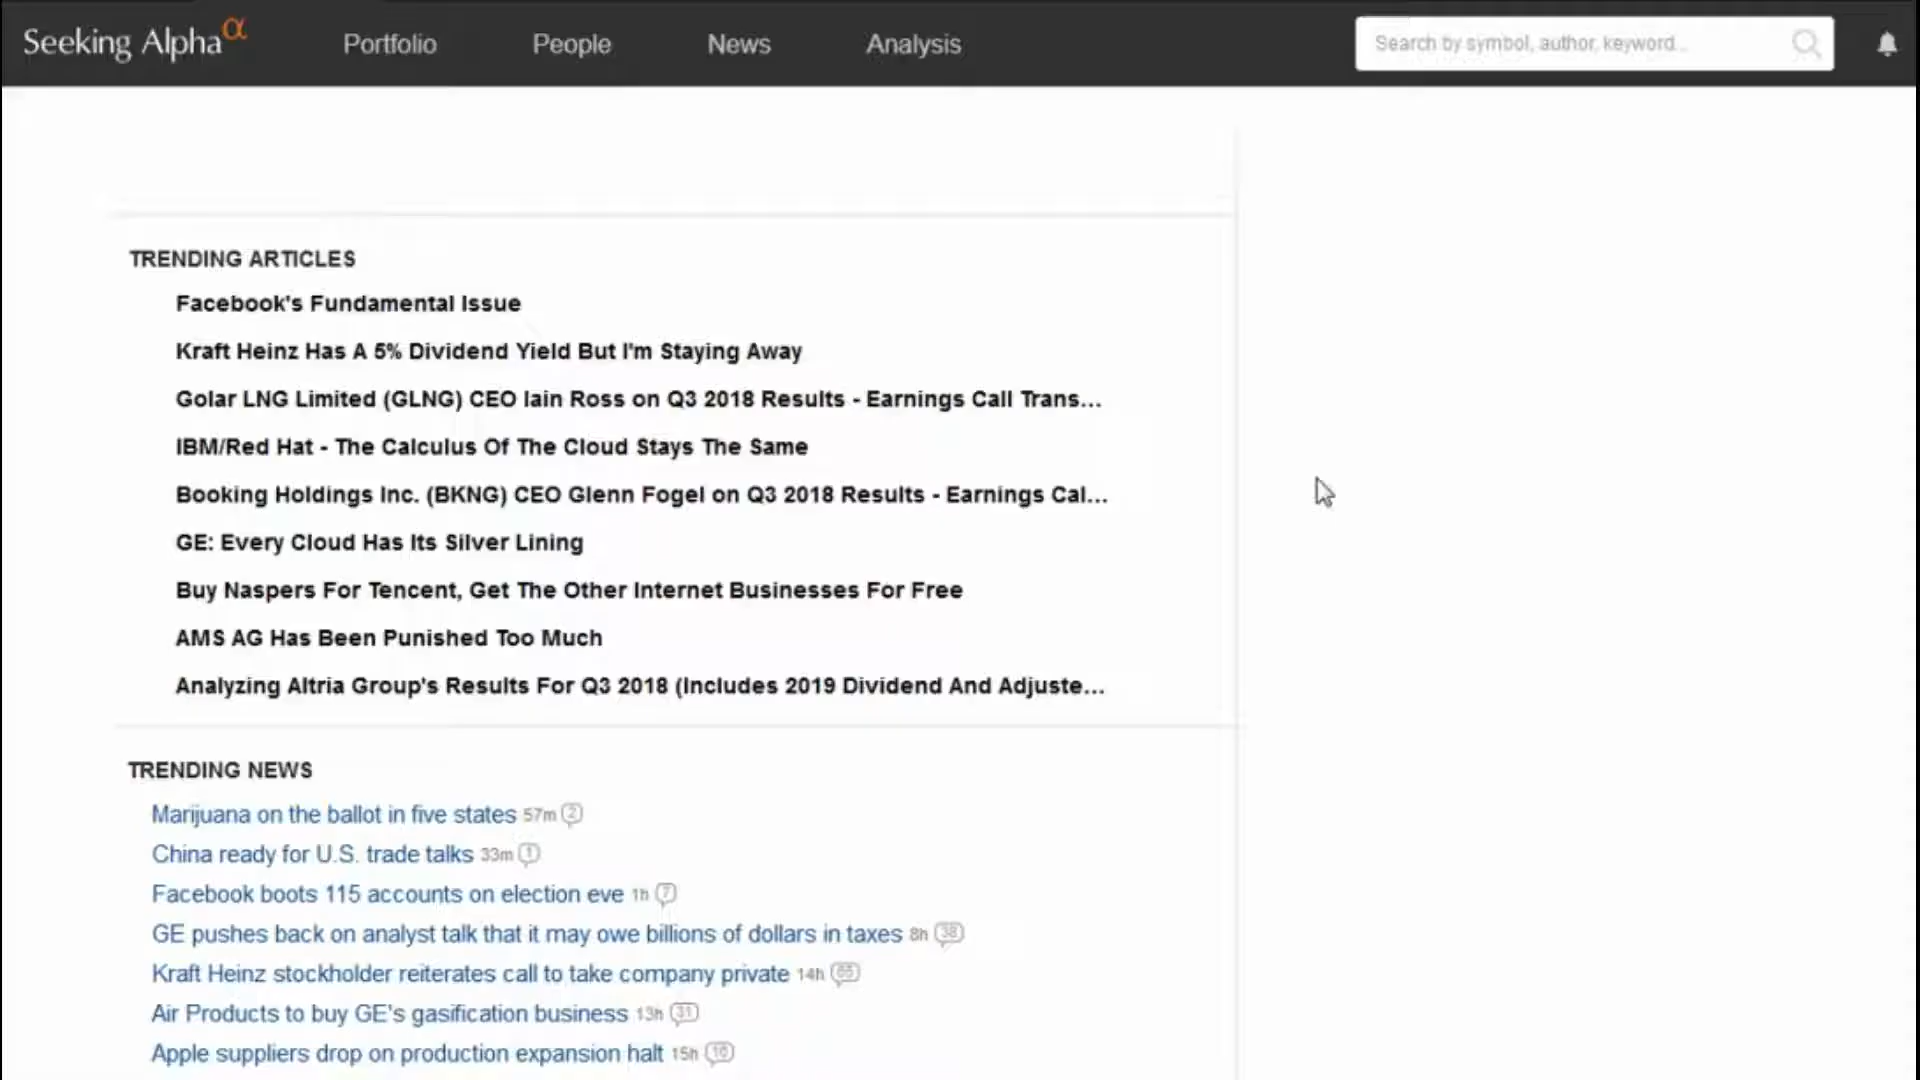 Seeking Alpha α
Portfolio
People
News
Analysis
Search by symbol, author, keyword...
TRENDING ARTICLES
Facebook's Fundamental Issue
Kraft Heinz Has A 5% Dividend Yield But I'm Staying Away
Golar LNG Limited (GLNG) CEO Iain Ross on Q3 2018 Results - Earnings Call Trans...
IBM/Red Hat - The Calculus Of The Cloud Stays The Same
Booking Holdings Inc. (BKNG) CEO Glenn Fogel on Q3 2018 Results - Earnings Cal...
GE: Every Cloud Has Its Silver Lining
Buy Naspers For Tencent, Get The Other Internet Businesses For Free
AMS AG Has Been Punished Too Much
Analyzing Altria Group's Results For Q3 2018 (Includes 2019 Dividend And Adjuste...
TRENDING NEWS
Marijuana on the ballot in five states 57m 2
China ready for U.S. trade talks 33m 1
Facebook boots 115 accounts on election eve 1h 7
GE pushes back on analyst talk that it may owe billions of dollars in taxes 8h 38
Kraft Heinz stockholder reiterates call to take company private 14h
Air Products to buy GE's gasification business 13h 31
Apple suppliers drop on production expansion halt 15h 10